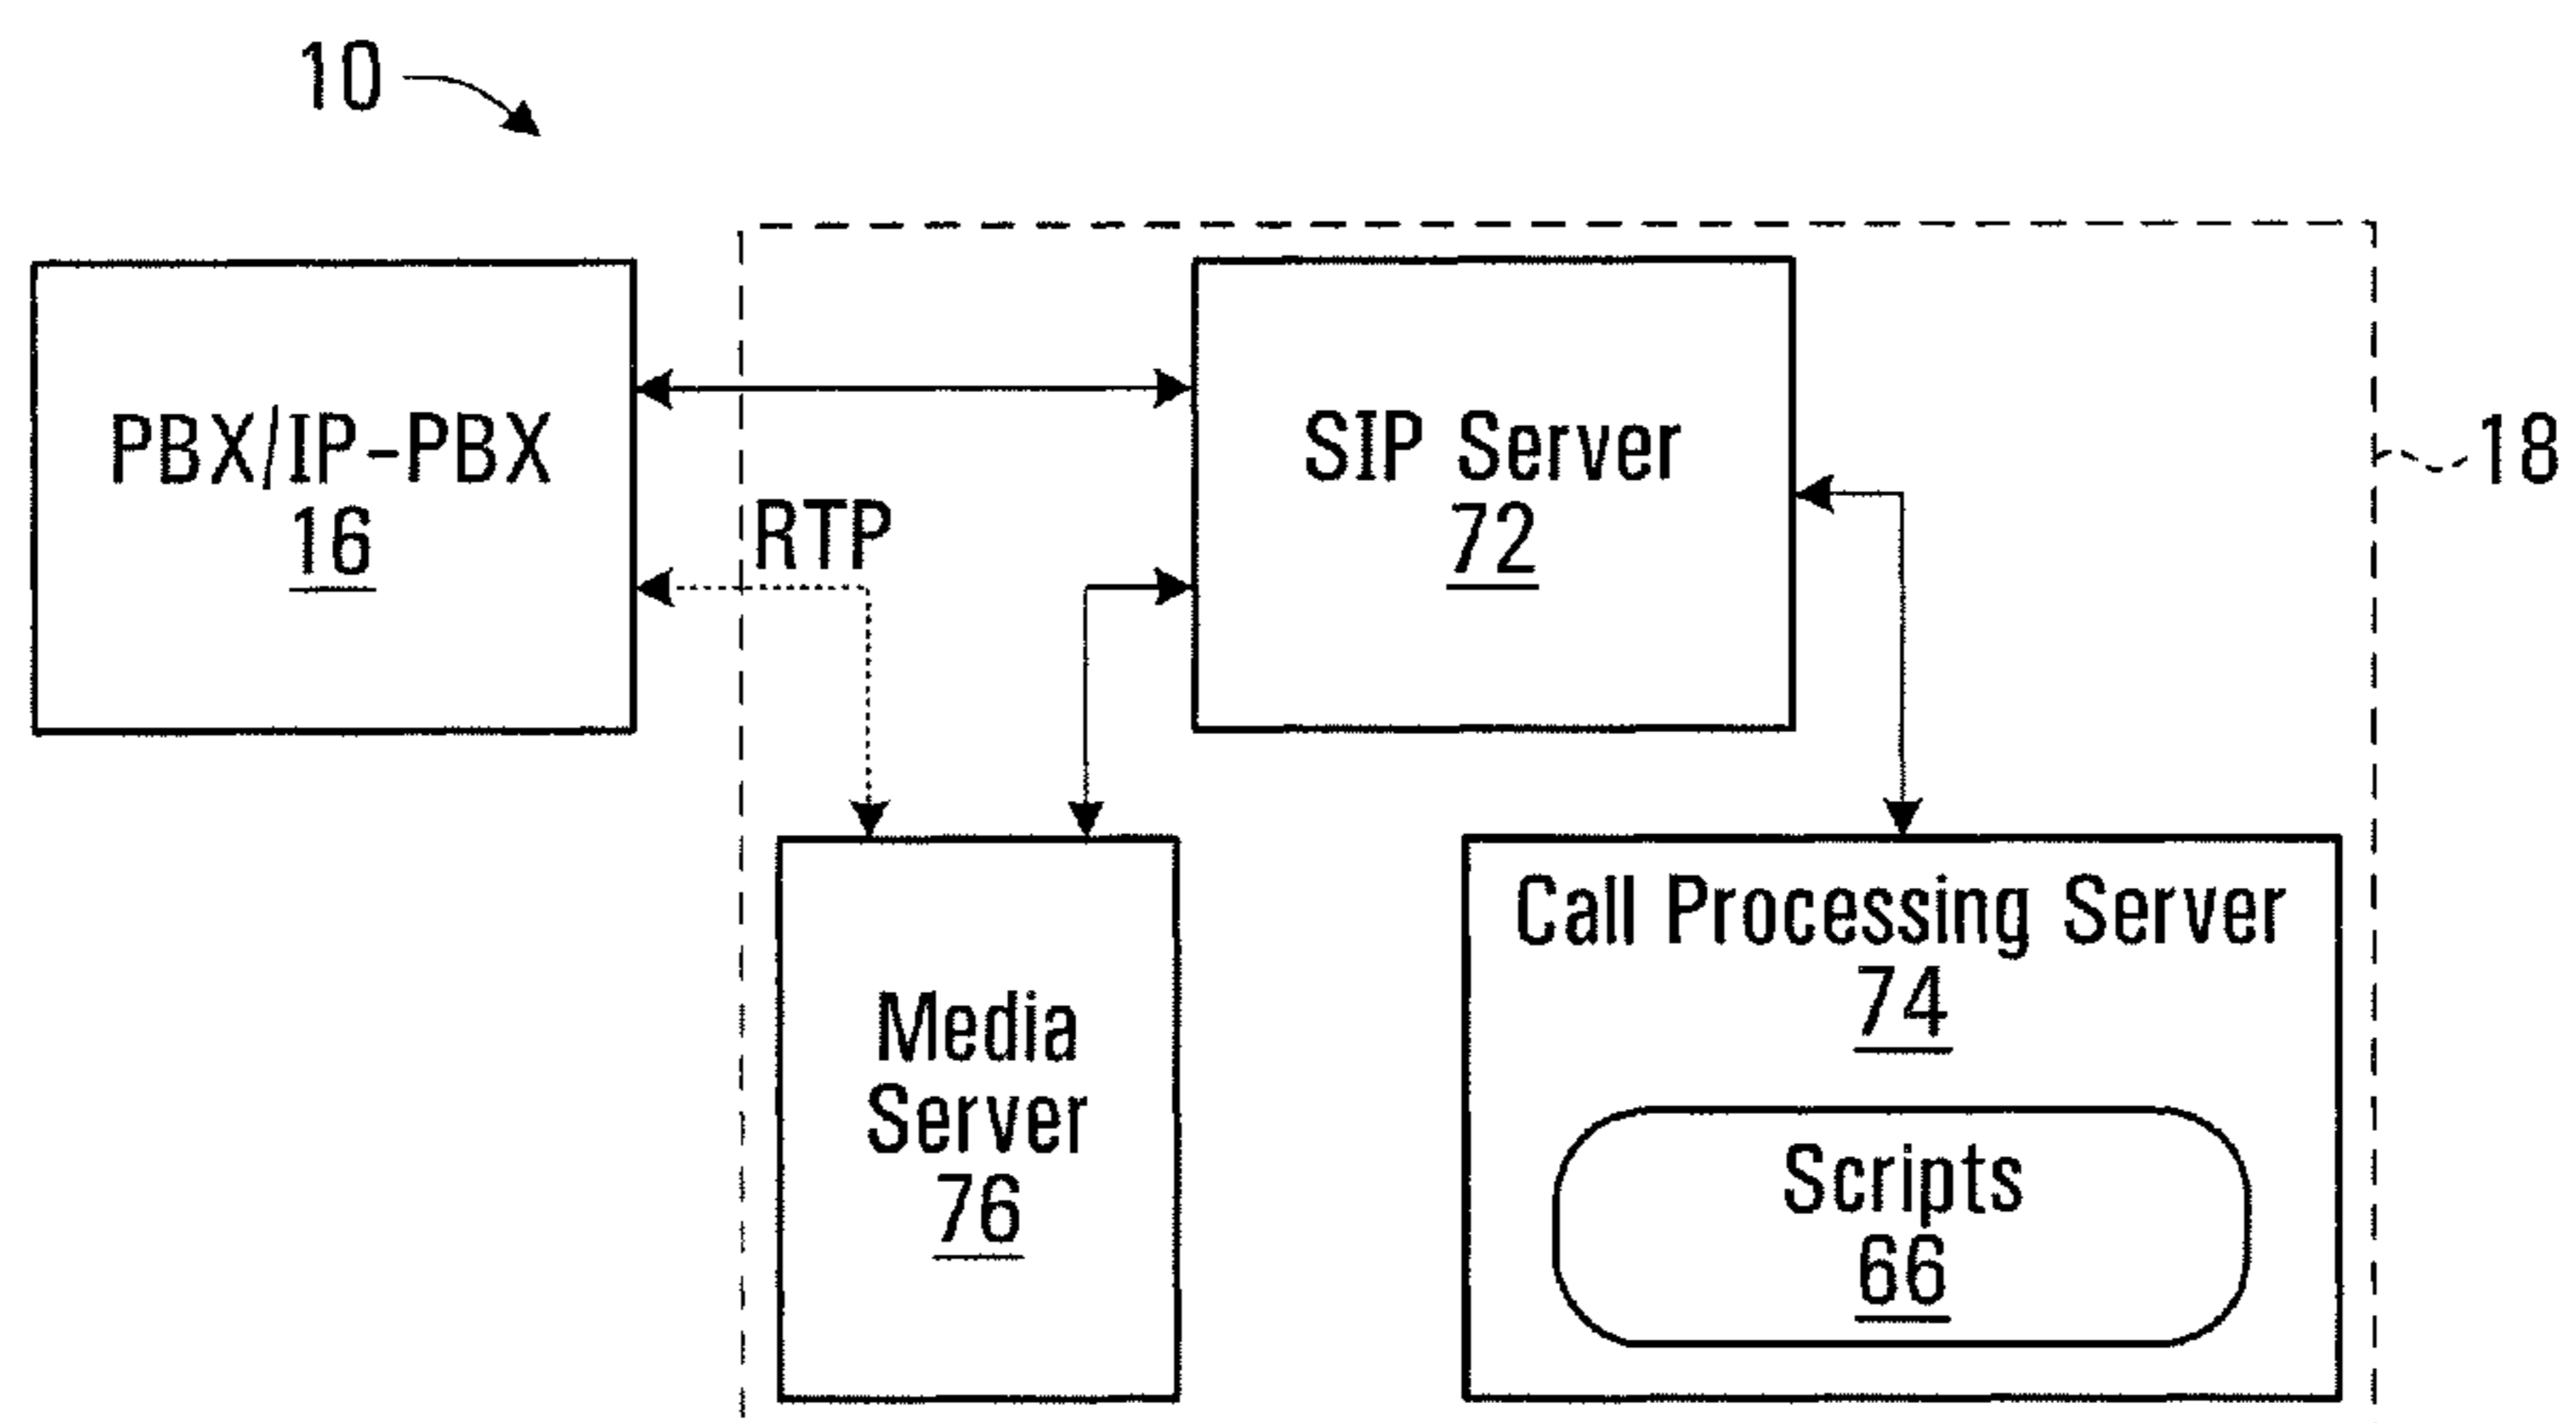 10
PBX/IP-PBX
16
RTP
SIP Server
72
18
Media
Server
76
Call Processing Server
74
Scripts
66